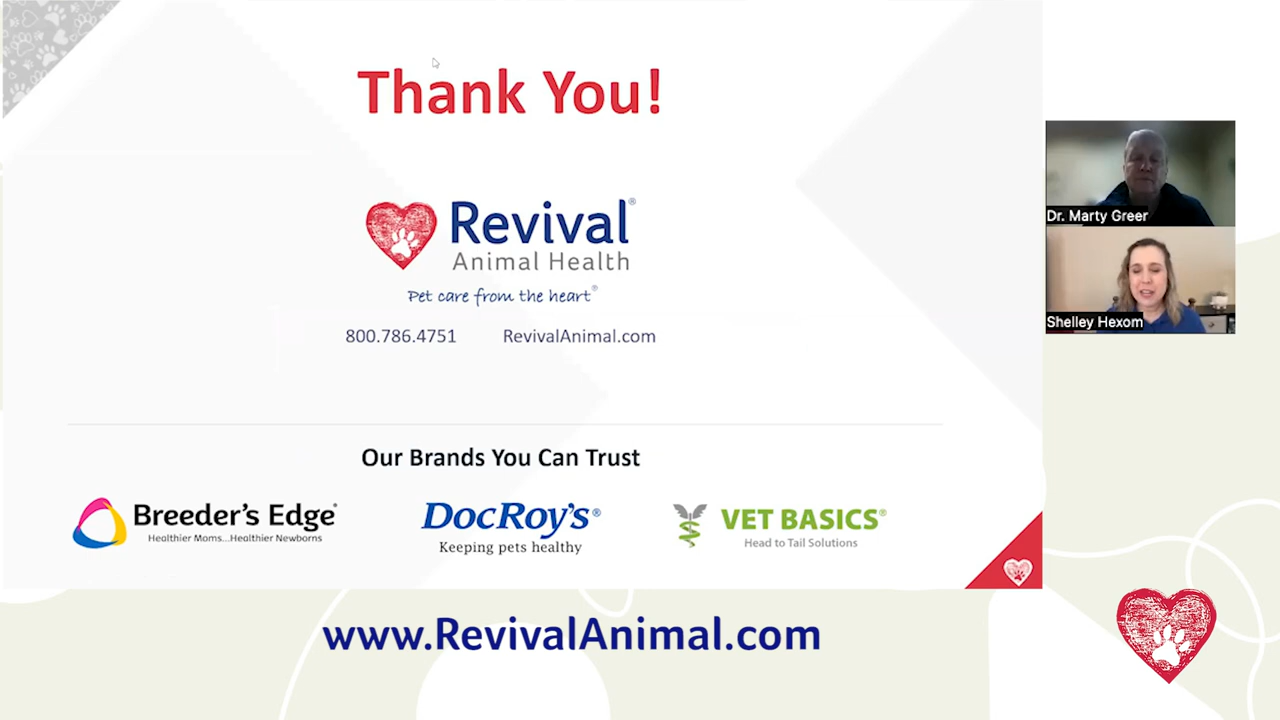 Thank You!
Revival®
Animal Health
Pet care from the heart®
800.786.4751 RevivalAnimal.com
Our Brands You Can Trust
Breeder's Edge®
Healthier Moms...Healthier Newborns
DocRoy's®
Keeping pets healthy
VET BASICS®
Head to Tail Solutions
Dr. Marty Greer
Shelley Hexom
www.RevivalAnimal.com